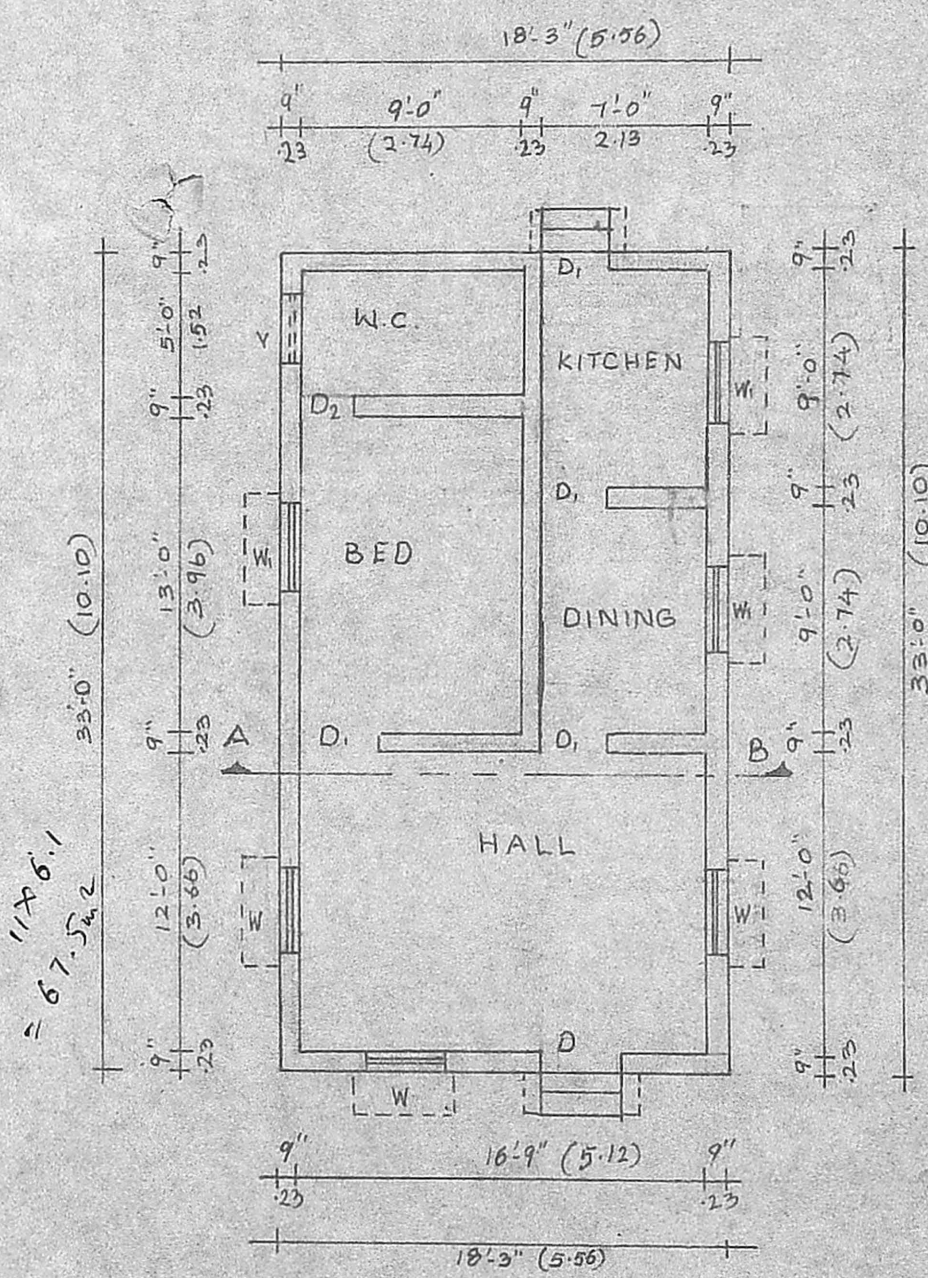 18'-3" (5.56)
9" 9'-0" 9" 7'-0" 9"
.23 (2.74) .23 2.13 .23
9" .23
5'-0" 1.52
9" .23
13'-0" (3.96)
9" .23
12'-0" (3.66)
9" .23
33'-0" (10.10)
11 X 6.1
= 67.5m2
D1
W.C.
V
KITCHEN
W1
D2
D1
W1
BED
DINING
W1
A
D1
D1
B
HALL
W
W
D
W
9" .23
9'-0" (2.74)
9" .23
9'-0" (2.74)
9" .23
12'-0" (3.66)
9" .23
33'-0" (10.10)
9" 16'-9" (5.12) 9"
.23 .23
18'-3" (5.56)